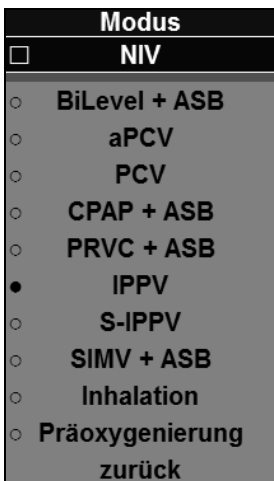 Modus
NIV
BiLevel + ASB
aPCV
PCV
CPAP + ASB
PRVC + ASB
IPPV
S-IPPV
SIMV + ASB
Inhalation
Präoxygenierung
zurück